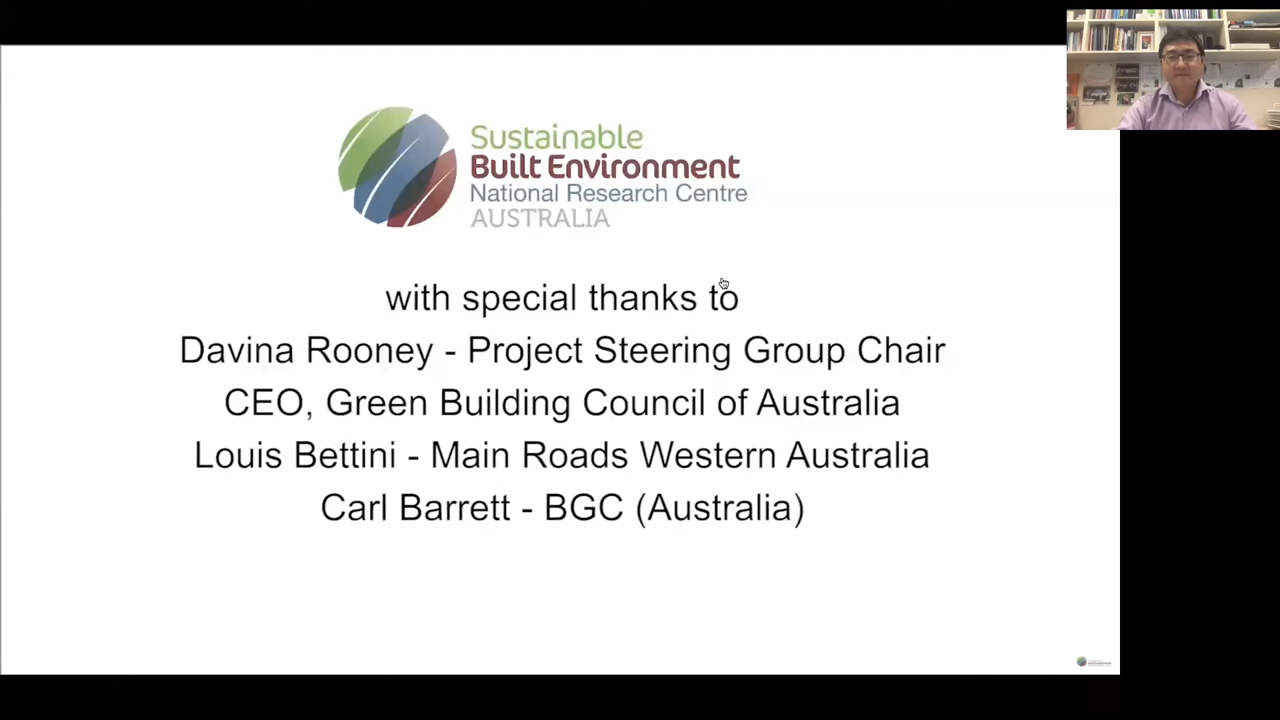 Sustainable
Built Environment
National Research Centre
AUSTRALIA
with special thanks to
Davina Rooney - Project Steering Group Chair
CEO, Green Building Council of Australia
Louis Bettini - Main Roads Western Australia
Carl Barrett - BGC (Australia)